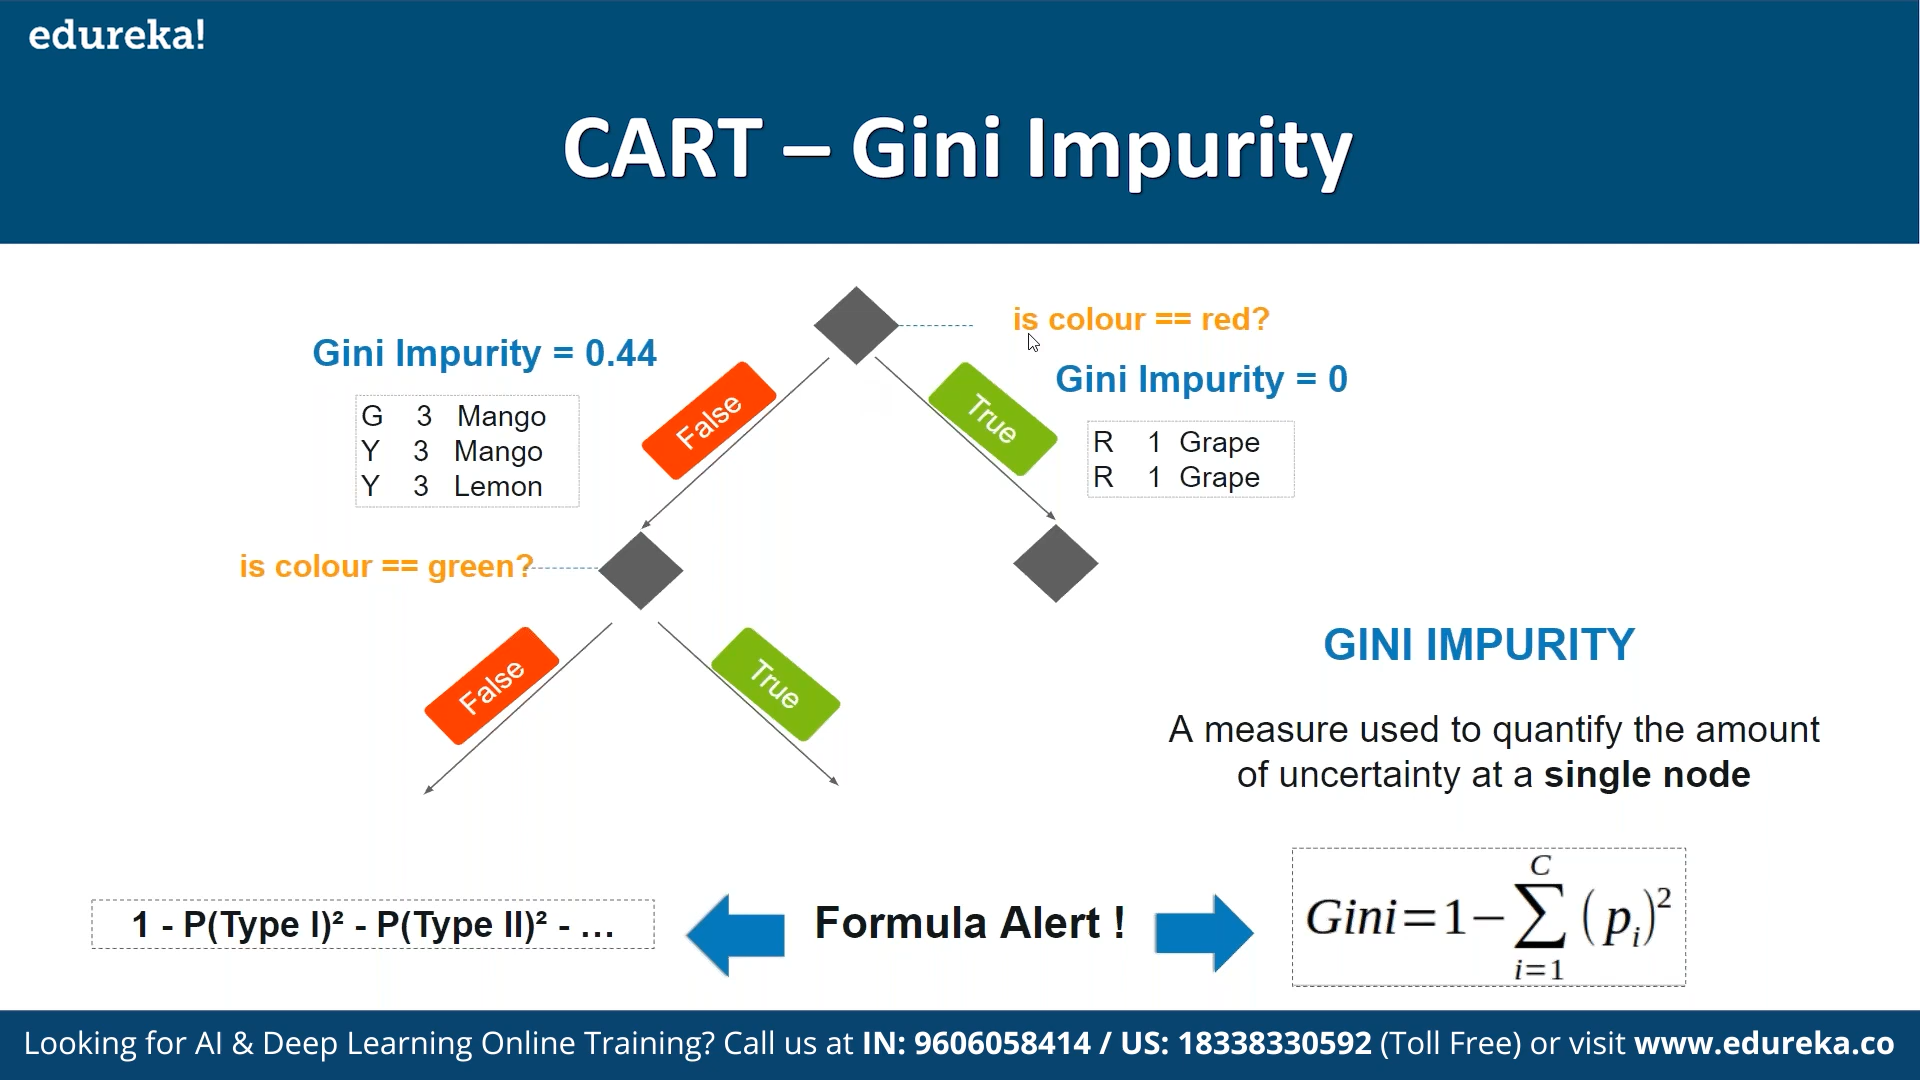 edureka!
CART – Gini Impurity
is colour == red?
Gini Impurity = 0.44
Gini Impurity = 0
False
True
G 3 Mango
Y 3 Mango
Y 3 Lemon
R 1 Grape
R 1 Grape
is colour == green?
False
True
GINI IMPURITY
A measure used to quantify the amount
of uncertainty at a single node
1 - P(Type I)² - P(Type II)² - …
Formula Alert !
Gini=1−∑_{i=1}^{C}(p_i)²
Looking for AI & Deep Learning Online Training? Call us at IN: 9606058414 / US: 18338330592 (Toll Free) or visit www.edureka.co